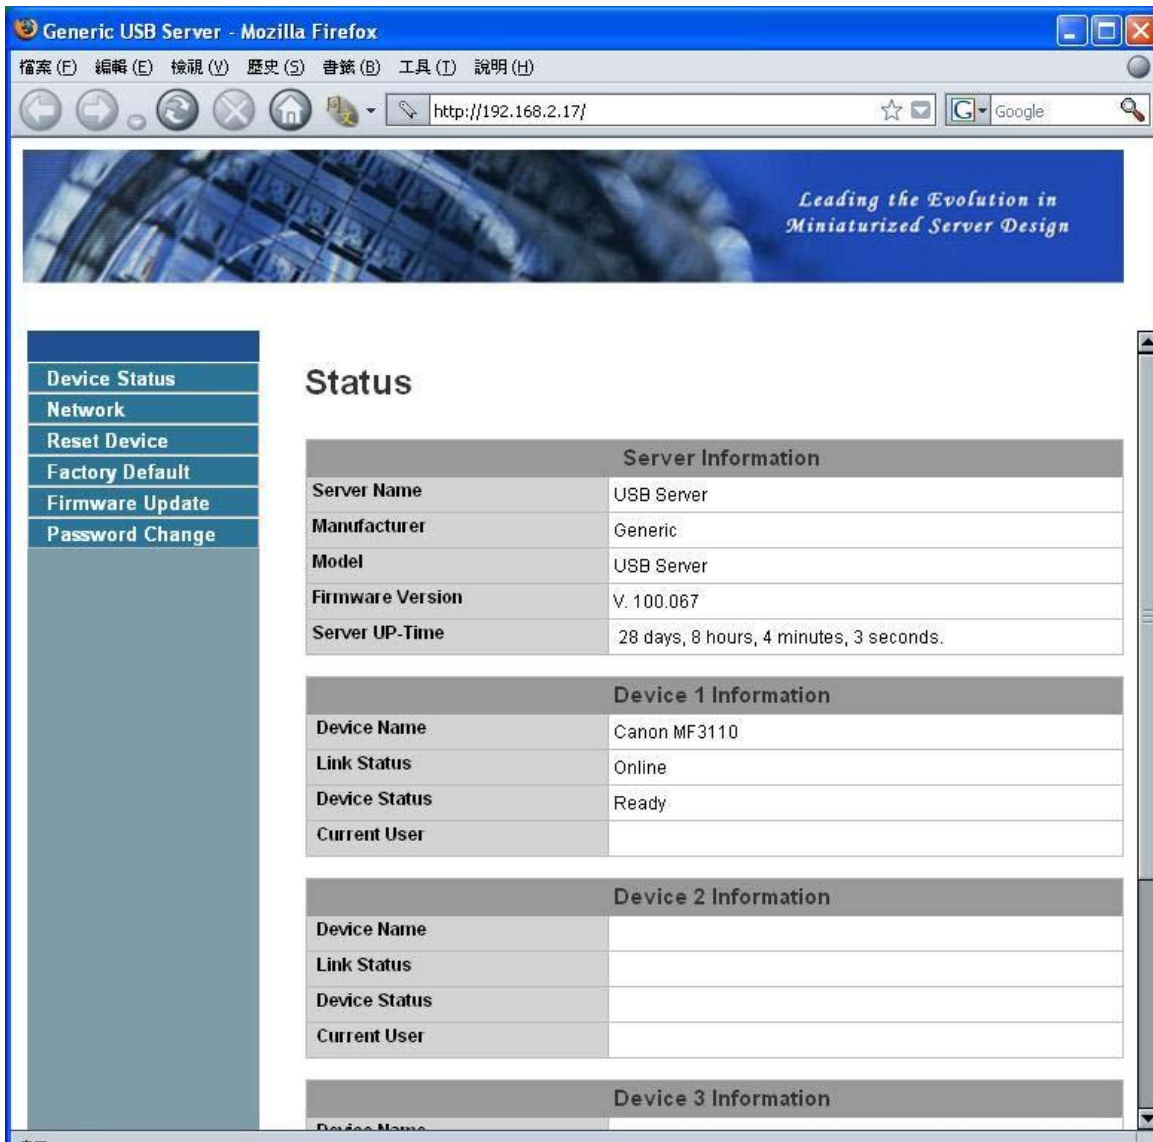 Generic USB Server - Mozilla Firefox
檔案(F) 編輯(E) 檢視(V) 歷史(S) 書籤(B) 工具(T) 說明(H)
http://192.168.2.17/ G Google
Leading the Evolution in
Miniaturized Server Design
Device Status
Network
Reset Device
Factory Default
Firmware Update
Password Change
Status
Server Information
Server Name USB Server
Manufacturer Generic
Model USB Server
Firmware Version V. 100.067
Server UP-Time 28 days, 8 hours, 4 minutes, 3 seconds.
Device 1 Information
Device Name Canon MF3110
Link Status Online
Device Status Ready
Current User
Device 2 Information
Device Name
Link Status
Device Status
Current User
Device 3 Information
Device Name